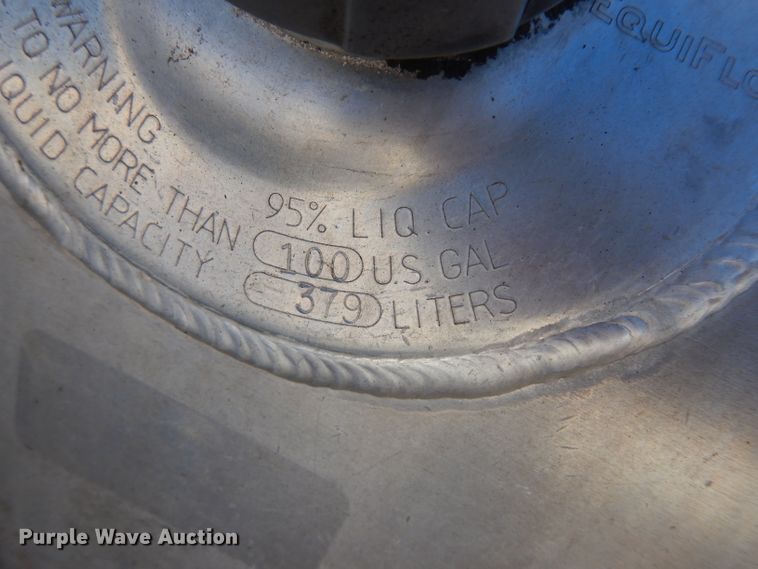 WARNING
TO NO MORE THAN
LIQUID CAPACITY
95% LIQ. CAP.
100 U.S. GAL
379 LITERS
EQUIFLO
Purple Wave Auction